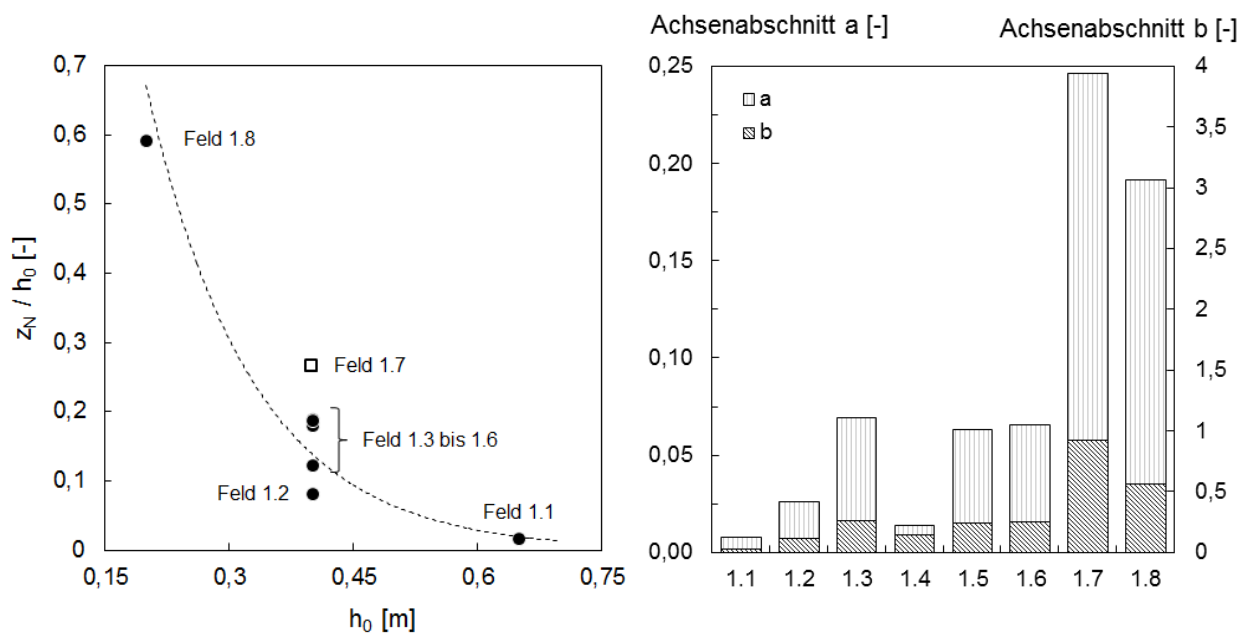 0,7
0,6
0,5
0,4
0,3
0,2
0,1
0
z_N / h_0 [-]
Feld 1.8
Feld 1.7
Feld 1.3 bis 1.6
Feld 1.2
Feld 1.1
0,15 0,3 0,45 0,6 0,75
h_0 [m]
Achsenabschnitt a [-]
Achsenabschnitt b [-]
0,25
0,20
0,15
0,10
0,05
0,00
a
b
4
3,5
3
2,5
2
1,5
1
0,5
0
1.1 1.2 1.3 1.4 1.5 1.6 1.7 1.8